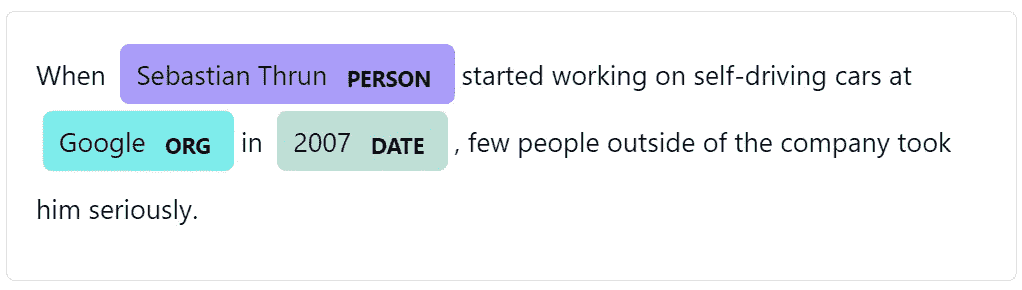 When Sebastian Thrun PERSON started working on self-driving cars at
Google ORG in 2007 DATE , few people outside of the company took
him seriously.